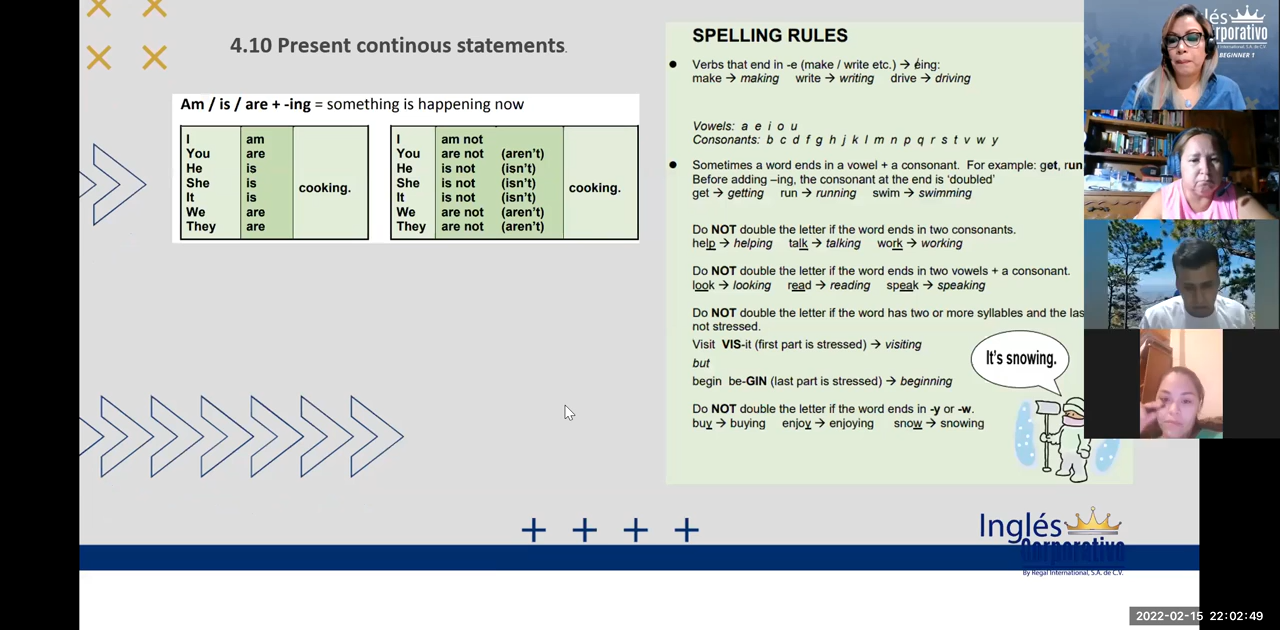 4.10 Present continous statements.
Am / is / are + -ing = something is happening now
I am
You are
He is
She is
It is
We are
They are
cooking.
I am not
You are not (aren't)
He is not (isn't)
She is not (isn't)
It is not (isn't)
We are not (aren't)
They are not (aren't)
cooking.
SPELLING RULES
● Verbs that end in -e (make / write etc.) → ing:
make → making write → writing drive → driving
Vowels: a e i o u
Consonants: b c d f g h j k l m n p q r s t v w y
● Sometimes a word ends in a vowel + a consonant. For example: get, run
Before adding –ing, the consonant at the end is 'doubled'
get → getting run → running swim → swimming
Do NOT double the letter if the word ends in two consonants.
help → helping talk → talking work → working
Do NOT double the letter if the word ends in two vowels + a consonant.
look → looking read → reading speak → speaking
Do NOT double the letter if the word has two or more syllables and the
not stressed.
Visit VIS-it (first part is stressed) → visiting
but
begin be-GIN (last part is stressed) → beginning
Do NOT double the letter if the word ends in -y or -w.
buy → buying enjoy → enjoying snow → snowing
It's snowing.
Inglés
Corporativo
By Regal International, S.A. de C.V.
BEGINNER 1
2022-02-15 22:02:49